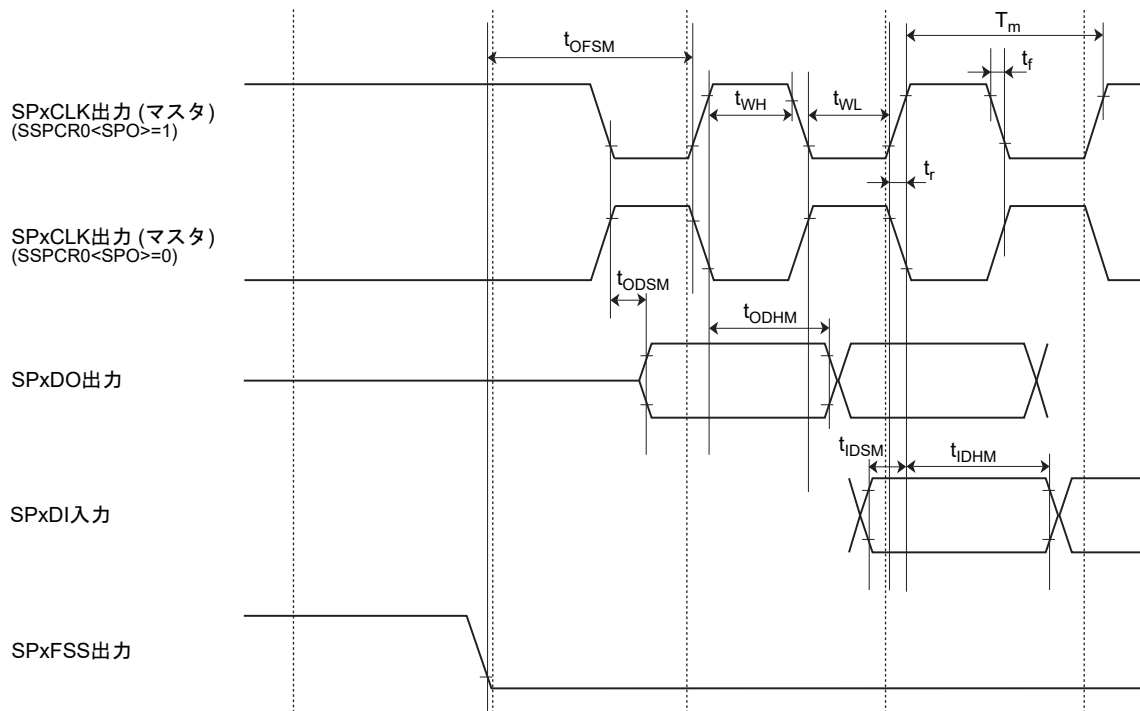 T_m
t_OFSM
t_f
SPxCLK出力 (マスタ)
(SSPCR0<SPO>=1)
t_WH
t_WL
t_r
SPxCLK出力 (マスタ)
(SSPCR0<SPO>=0)
t_ODSM
t_ODHM
SPxDO出力
t_IDSM
t_IDHM
SPxDI入力
SPxFSS出力